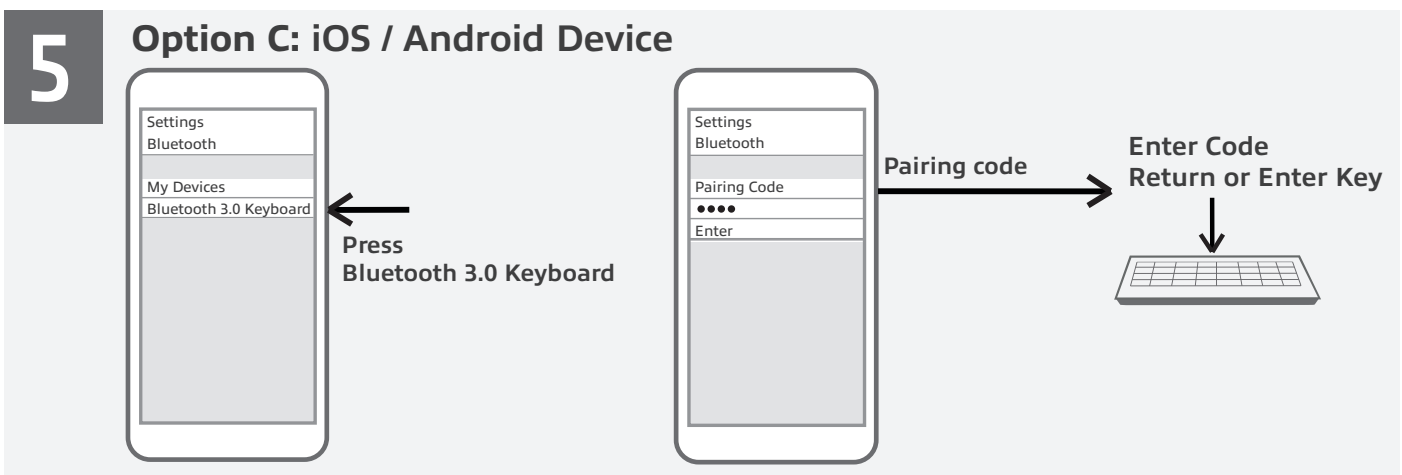 5
Option C: iOS / Android Device
Settings
Bluetooth
My Devices
Bluetooth 3.0 Keyboard
Press
Bluetooth 3.0 Keyboard
Settings
Bluetooth
Pairing Code
••••
Enter
Pairing code
Enter Code
Return or Enter Key